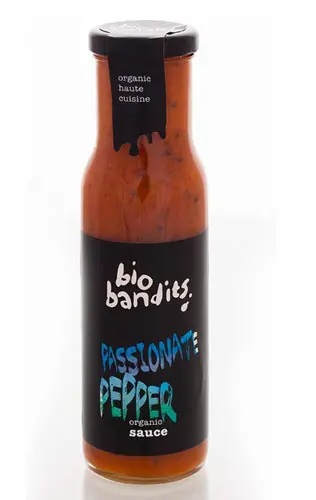 organic
haute
cuisine
bio
bandits.
PASSIONATE
PEPPER
organic
sauce